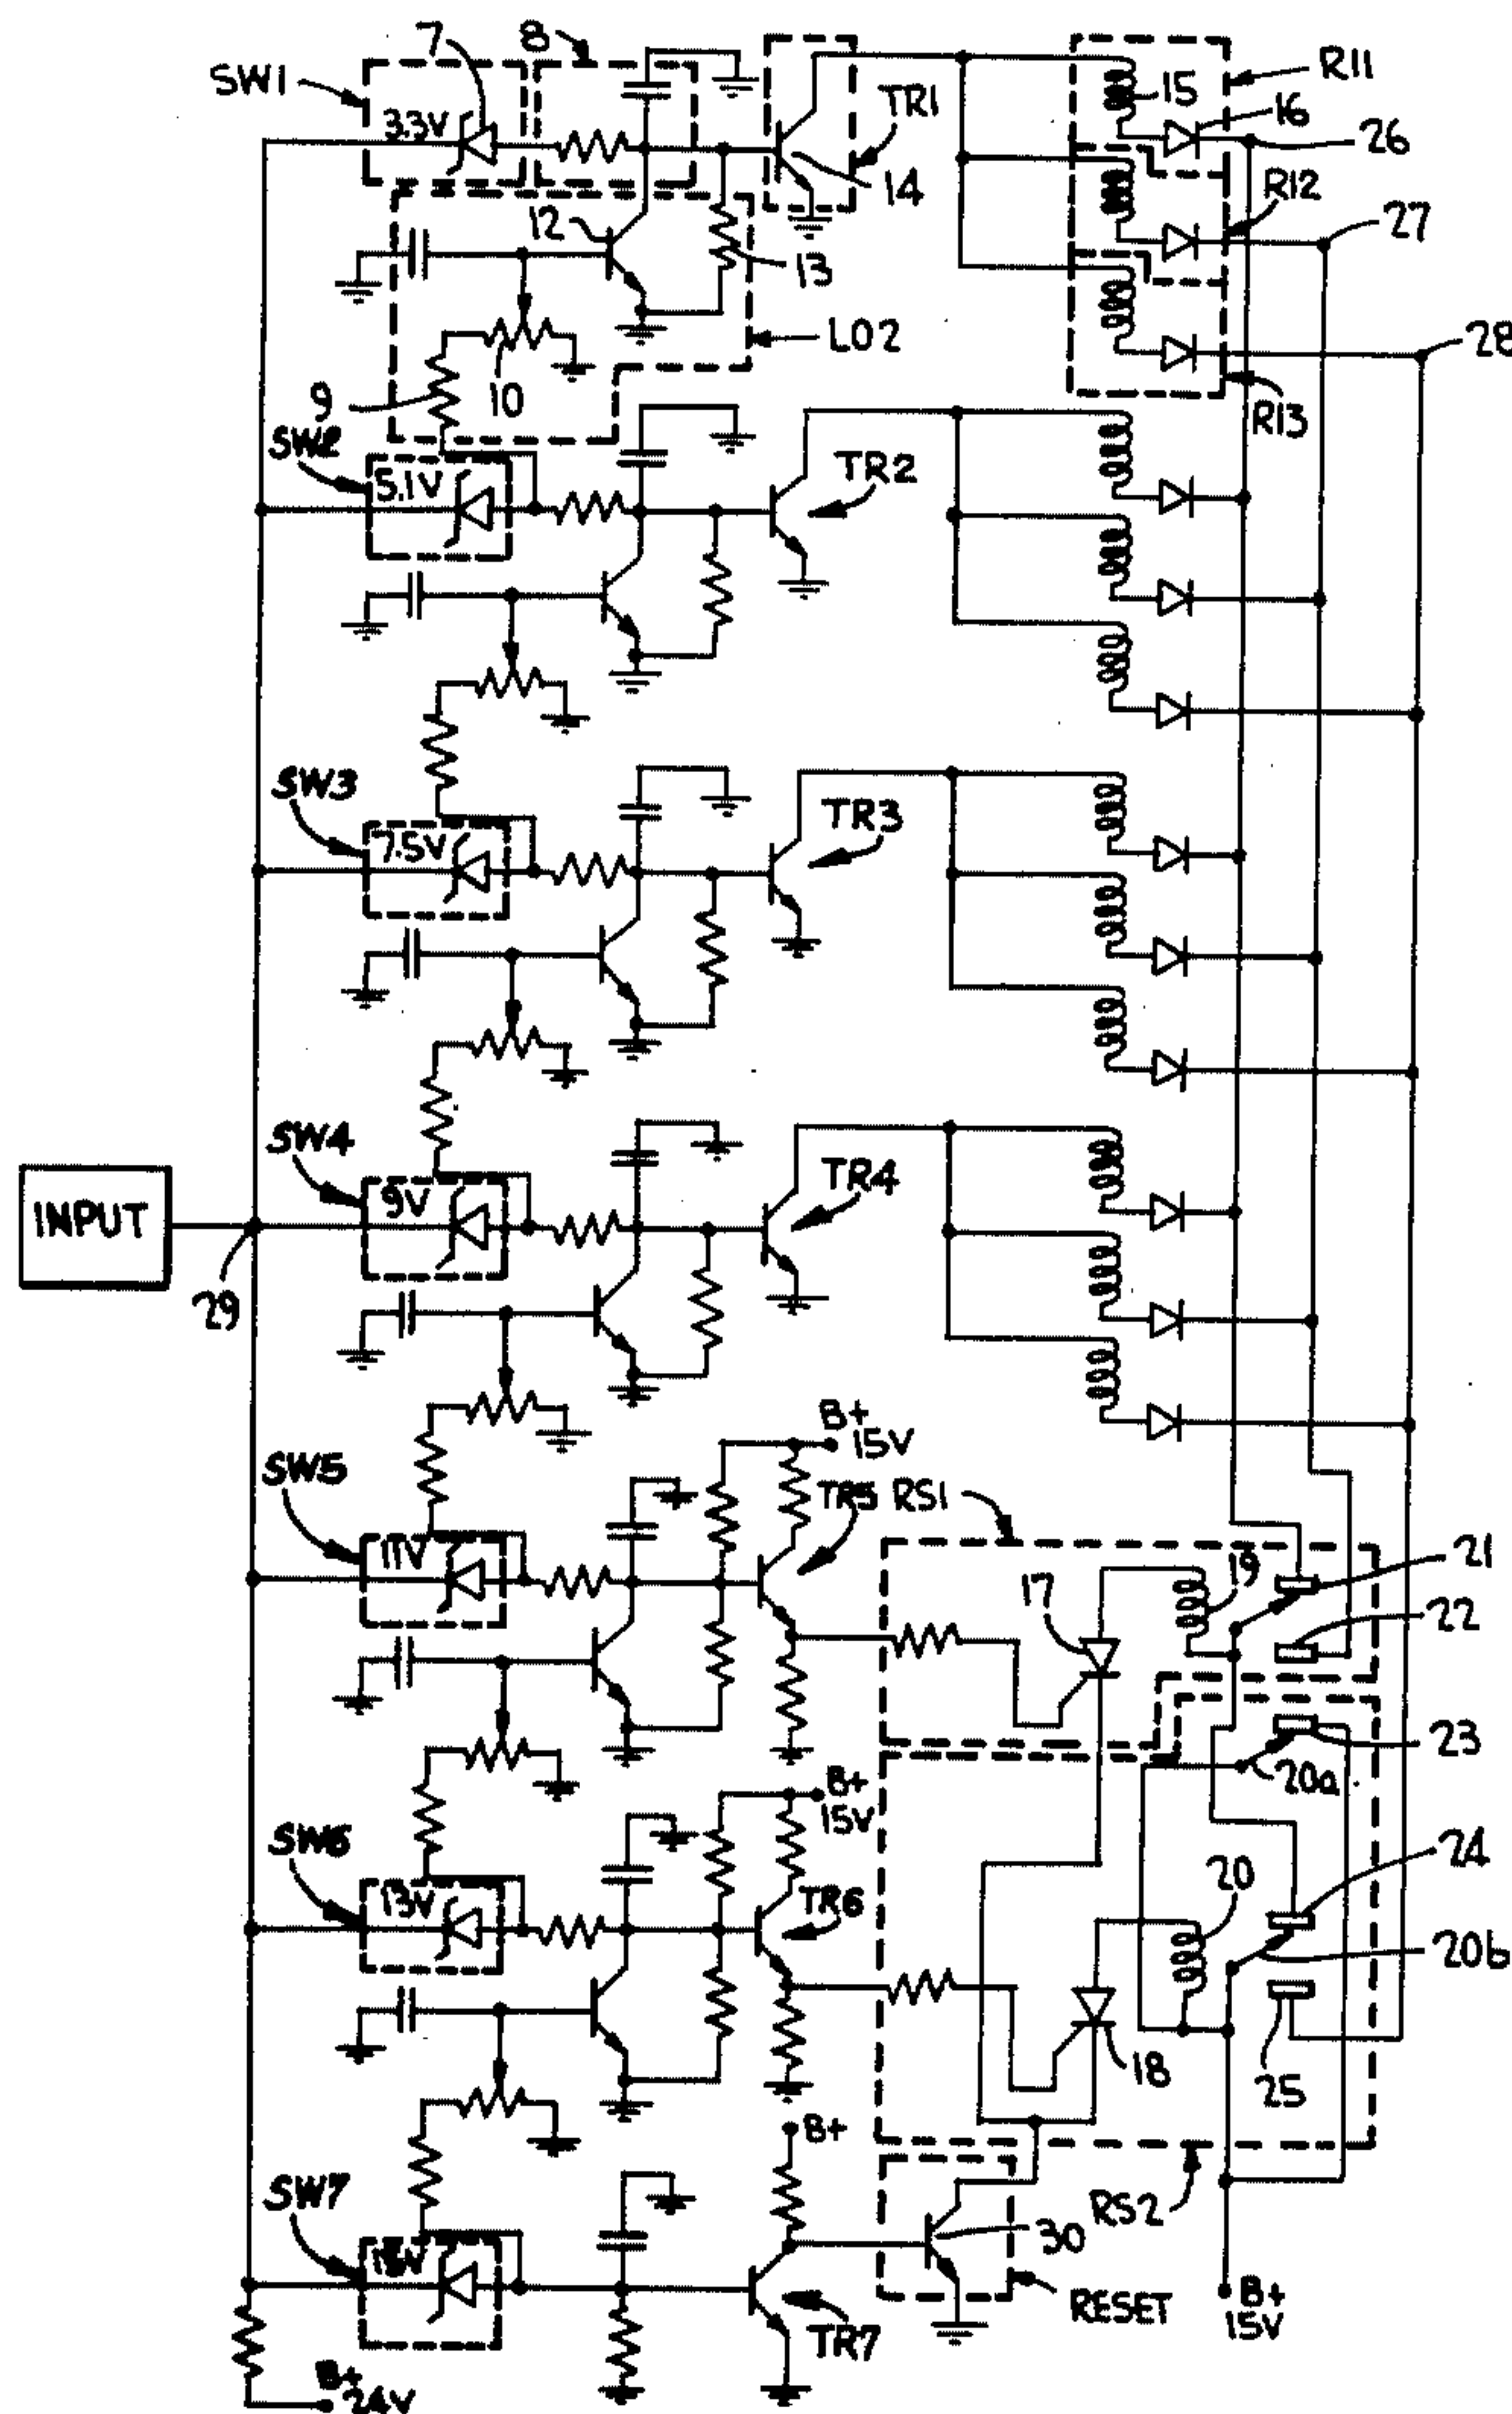 7
8
SW1
3.3V
R11
15
TR1
16
26
14
R12
12
27
13
LO2
28
10
9
R13
SW2
5.1V
TR2
SW3
7.5V
TR3
SW4
9V
TR4
INPUT
29
B+
15V
SW5
TR5
RS1
11V
19
21
17
22
23
20a
B+
15V
SW6
24
20
13V
TR6
20b
18
25
B+
SW7
RS2
30
RESET
B+
15V
TR7
B+
24V